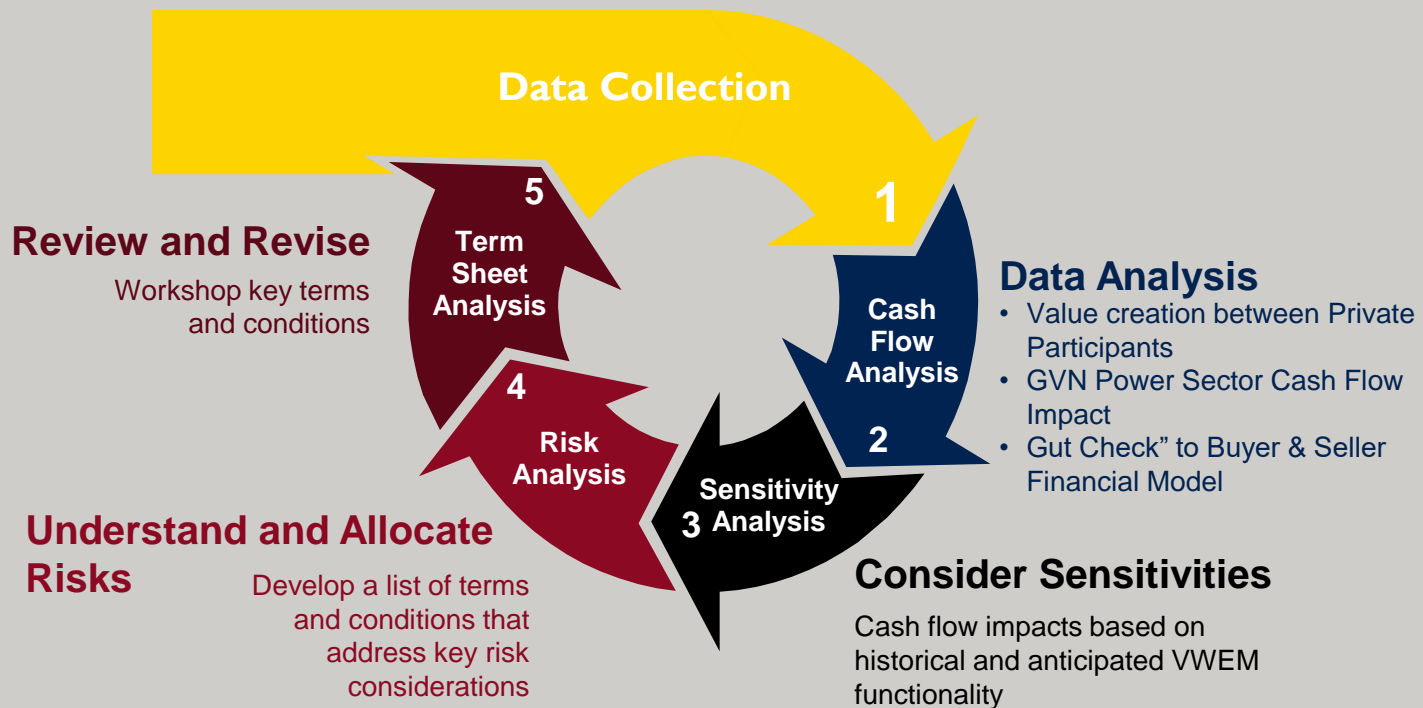 Data Collection
1
Cash
Flow
Analysis
2
Data Analysis
• Value creation between Private
Participants
• GVN Power Sector Cash Flow
Impact
• Gut Check” to Buyer & Seller
Financial Model
Sensitivity
3 Analysis
Consider Sensitivities
Cash flow impacts based on
historical and anticipated VWEM
functionality
4
Risk
Analysis
Understand and Allocate
Risks
Develop a list of terms
and conditions that
address key risk
considerations
5
Term
Sheet
Analysis
Review and Revise
Workshop key terms
and conditions